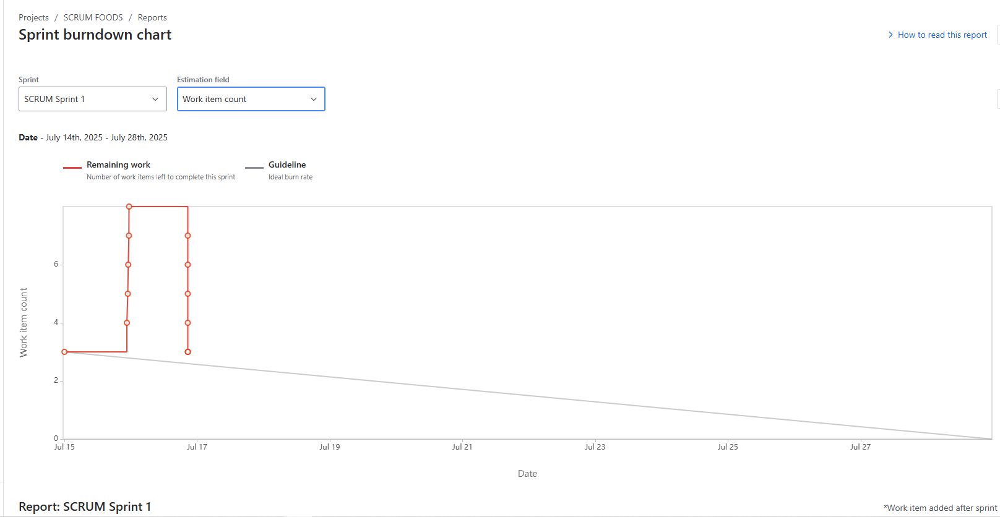 Projects / SCRUM FOODS / Reports
Sprint burndown chart
How to read this report
Sprint
Estimation field
SCRUM Sprint 1
Work item count
Date - July 14th, 2025 - July 28th, 2025
Remaining work
Number of work items left to complete this sprint
Guideline
Ideal burn rate
Work item count
6
4
2
0
Jul 15 Jul 17 Jul 19 Jul 21 Jul 23 Jul 25 Jul 27
Date
Report: SCRUM Sprint 1
*Work item added after sprint